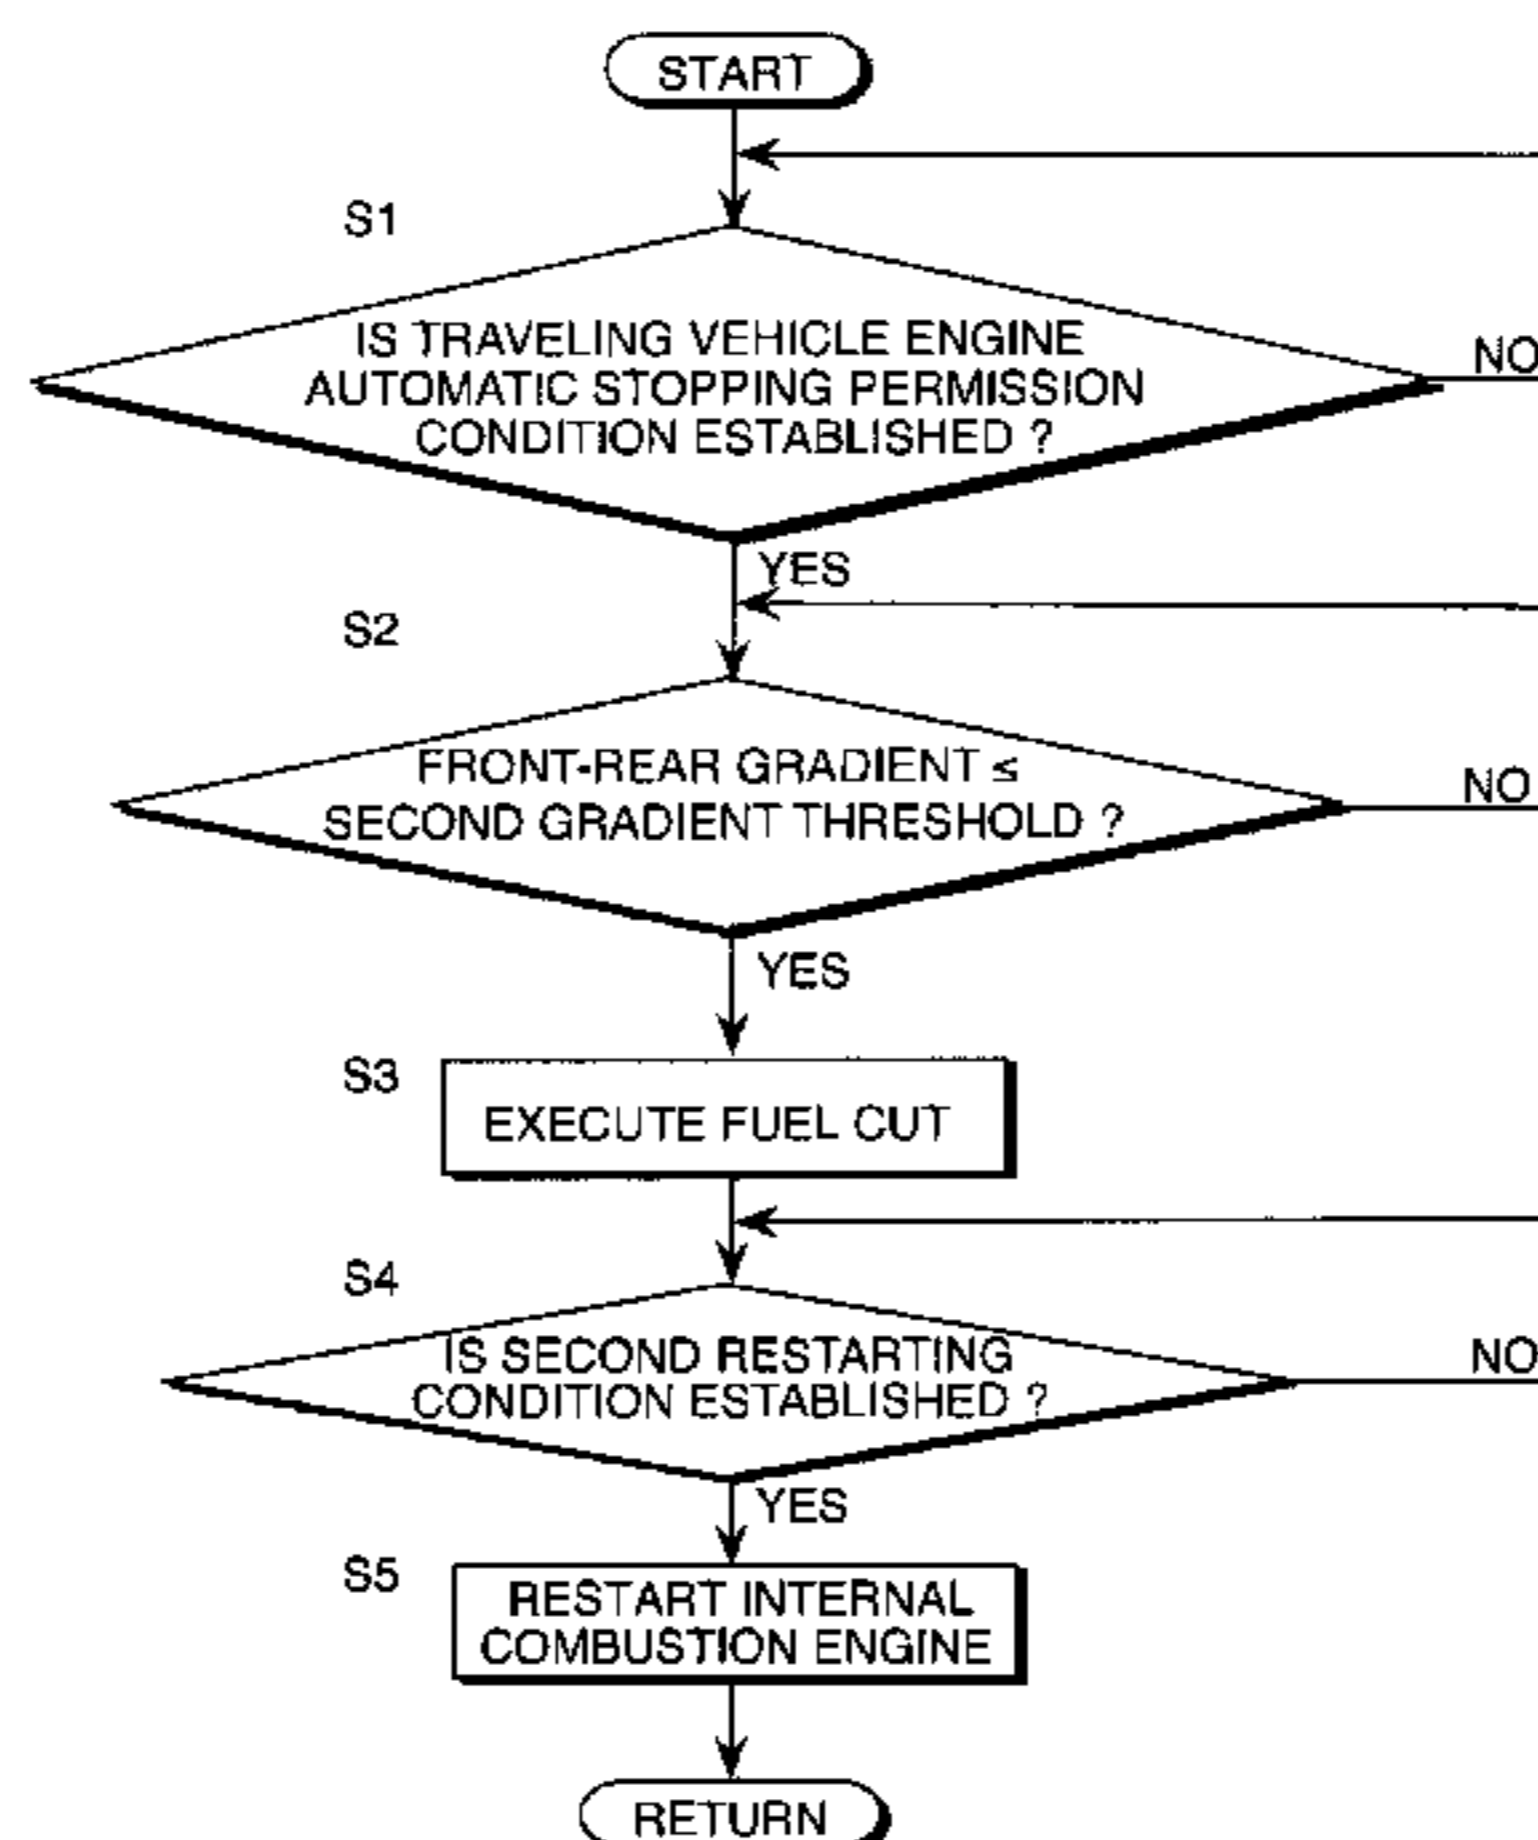 START
S1
IS TRAVELING VEHICLE ENGINE
AUTOMATIC STOPPING PERMISSION
CONDITION ESTABLISHED ?
NO
YES
S2
FRONT-REAR GRADIENT ≤
SECOND GRADIENT THRESHOLD ?
NO
YES
S3
EXECUTE FUEL CUT
S4
IS SECOND RESTARTING
CONDITION ESTABLISHED ?
NO
YES
S5
RESTART INTERNAL
COMBUSTION ENGINE
RETURN